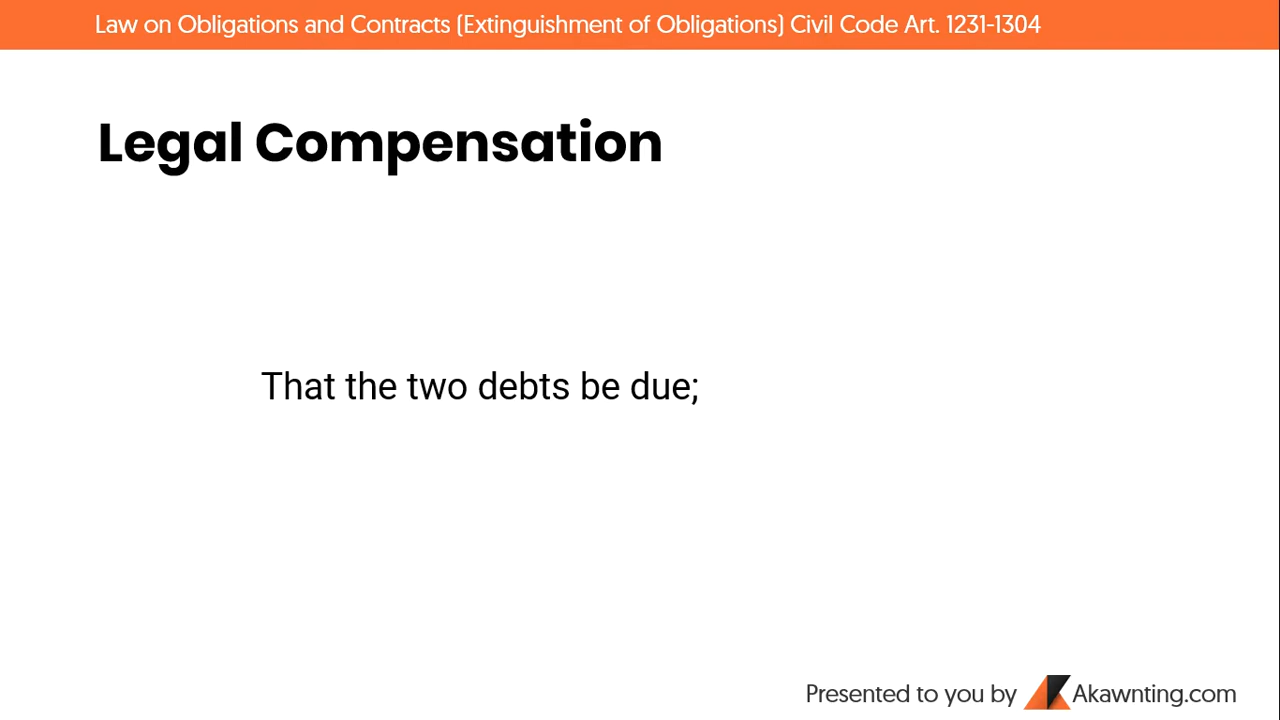 Law on Obligations and Contracts (Extinguishment of Obligations) Civil Code Art. 1231-1304
Legal Compensation
That the two debts be due;
Presented to you by Akawnting.com